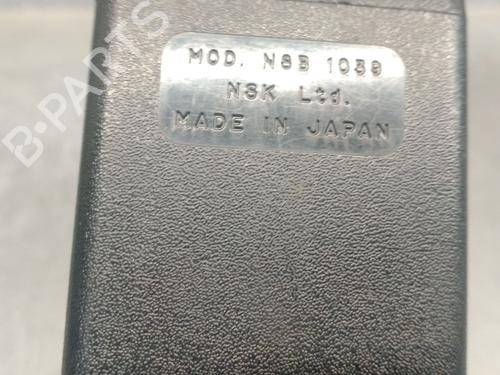 MOD. NSB 1039
NSK Ltd.
MADE IN JAPAN
B-PARTS